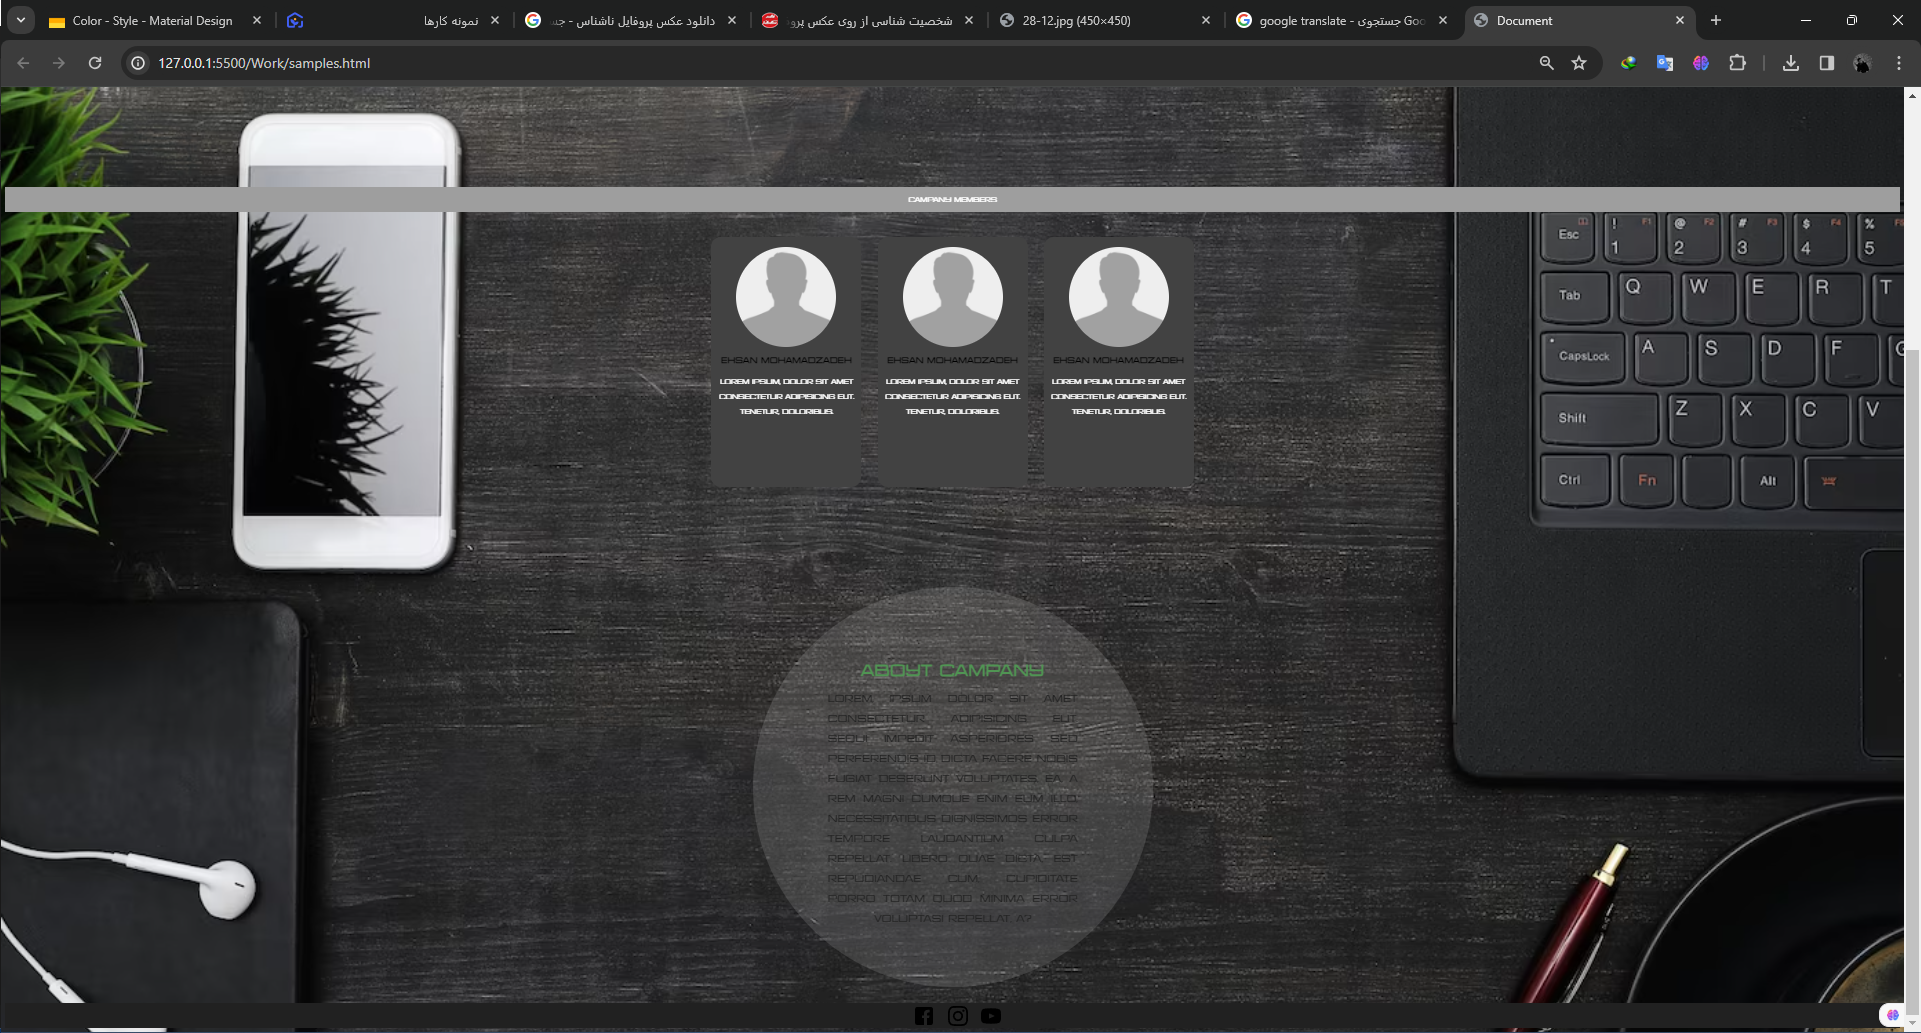 Color - Style - Material Design
نمونه کارها
دانلود عکس پروفایل ناشناس - جس
شخصیت شناسی از روی عکس پرو
28-12.jpg (450×450)
google translate - جستجوی Goo
Document
127.0.0.1:5500/Work/samples.html
CAMPANY MEMBERS
EHSAN MOHAMADZADEH
LOREM IPSUM, DOLOR SIT AMET
CONSECTETUR ADIPISICING ELIT.
TENETUR, DOLORIBUS.
EHSAN MOHAMADZADEH
LOREM IPSUM, DOLOR SIT AMET
CONSECTETUR ADIPISICING ELIT.
TENETUR, DOLORIBUS.
EHSAN MOHAMADZADEH
LOREM IPSUM, DOLOR SIT AMET
CONSECTETUR ADIPISICING ELIT.
TENETUR, DOLORIBUS.
Esc ! 1 F1 @ 2 F2 # 3 F3 $ 4 F4 % 5
Tab Q W E R T
CapsLock A S D F
Shift Z X C V
Ctrl Fn Alt
ABOUT CAMPANY
LOREM IPSUM DOLOR SIT AMET
CONSECTETUR, ADIPISICING ELIT.
SEQUI IMPEDIT ASPERIORES SED
PERFERENDIS ID DICTA FACERE NOBIS
FUGIAT DESERUNT VOLUPTATES, EA A
REM MAGNI CUMQUE ENIM EUM ILLO,
NECESSITATIBUS DIGNISSIMOS ERROR
TEMPORE LAUDANTIUM CULPA
REPELLAT LIBERO QUAE DICTA EST
REPUDIANDAE CUM CUPIDITATE
PORRO TOTAM QUOD MINIMA ERROR
VOLUPTAS! REPELLAT, A?